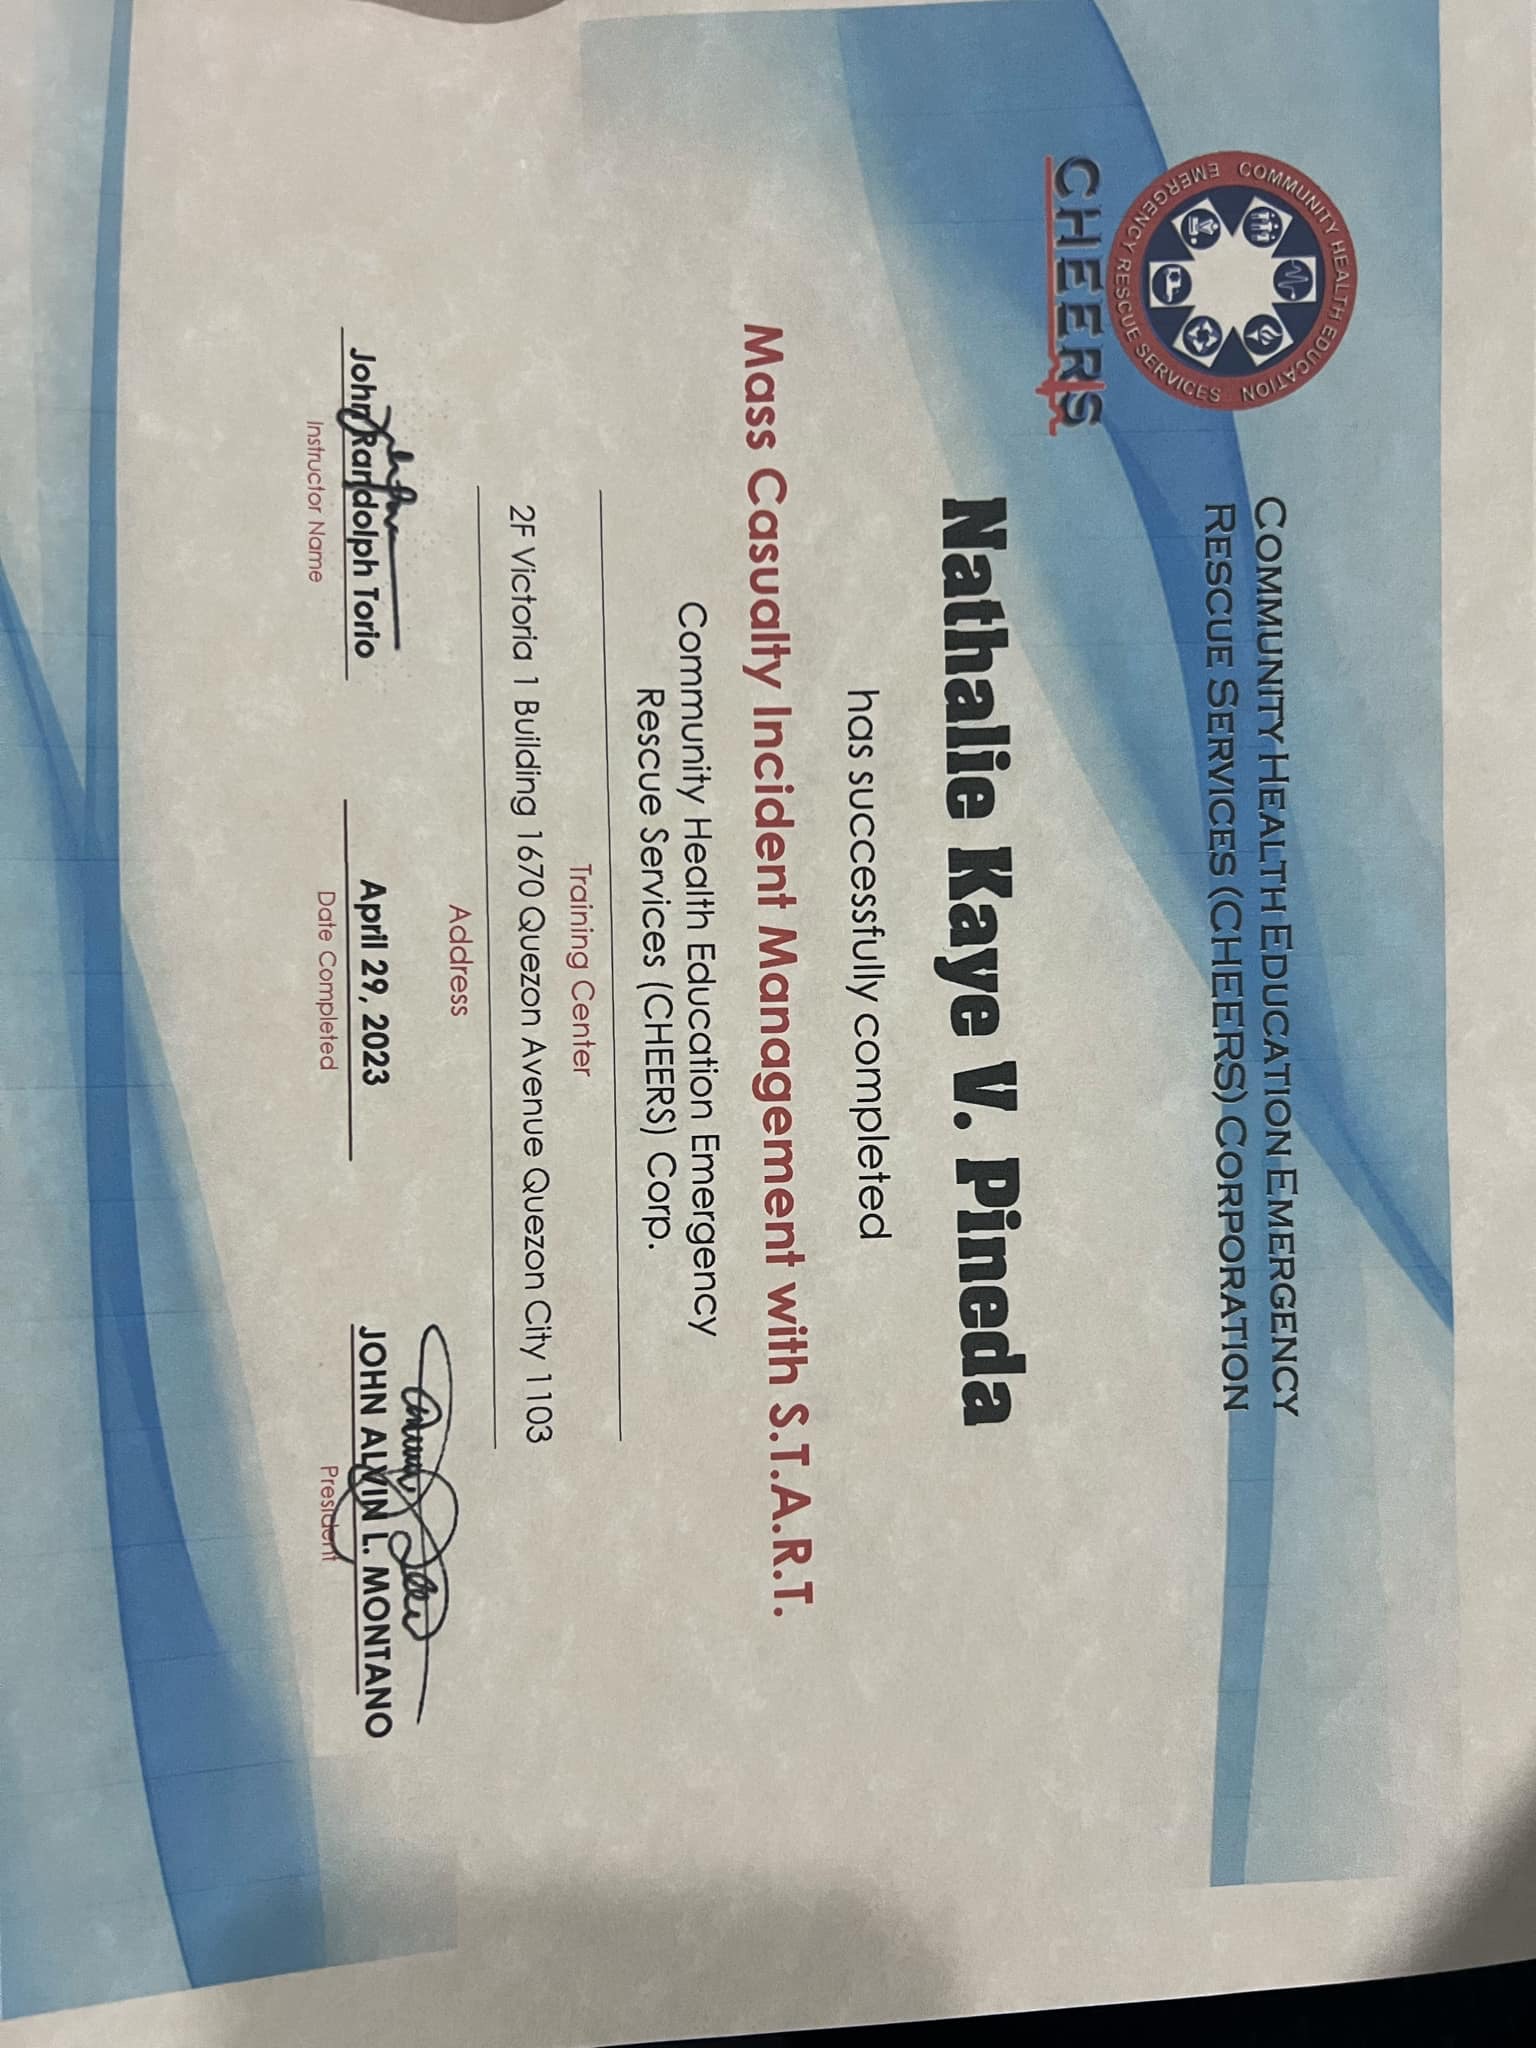 COMMUNITY HEALTH EDUCATION
EMERGENCY RESCUE SERVICES
CHEERS
COMMUNITY HEALTH EDUCATION EMERGENCY
RESCUE SERVICES (CHEERS) CORPORATION
Nathalie Kaye V. Pineda
has successfully completed
Mass Casualty Incident Management with S.T.A.R.T.
Community Health Education Emergency
Rescue Services (CHEERS) Corp.
Training Center
2F Victoria 1 Building 1670 Quezon Avenue Quezon City 1103
Address
John Randolph Torio
Instructor Name
April 29, 2023
Date Completed
JOHN ALVIN L. MONTANO
President